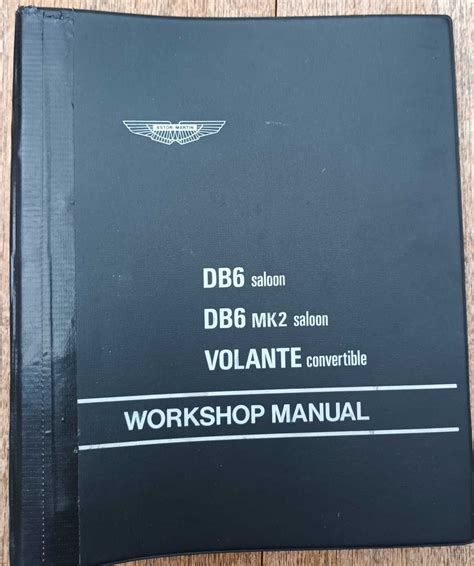 ASTON MARTIN
DB6 saloon
DB6 MK2 saloon
VOLANTE convertible
WORKSHOP MANUAL